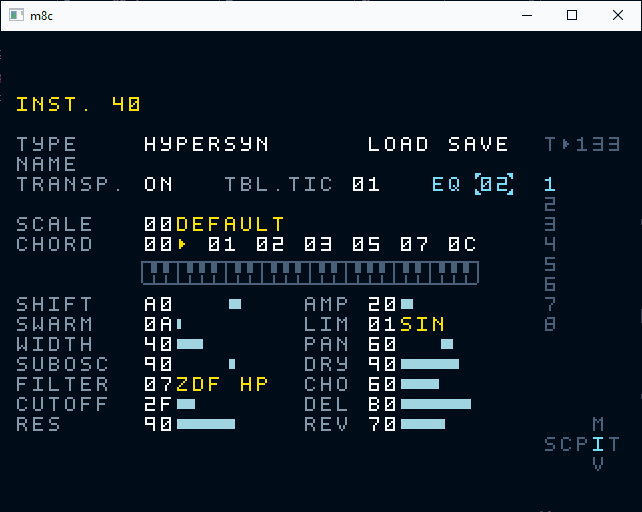 m8c
INST. 40
TYPE HYPERSYN LOAD SAVE T▸133
NAME
TRANSP. ON TBL.TIC 01 EQ 02 1
2
SCALE 00DEFAULT 3
CHORD 00▸ 01 02 03 05 07 0C 4
5
6
SHIFT A0 AMP 20 7
SWARM 0A LIM 01SIN 8
WIDTH 40 PAN 60
SUBOSC 90 DRY 90
FILTER 07ZDF HP CHO 60
CUTOFF 2F DEL B0
RES 90 REV 70 M
SCPIT
V